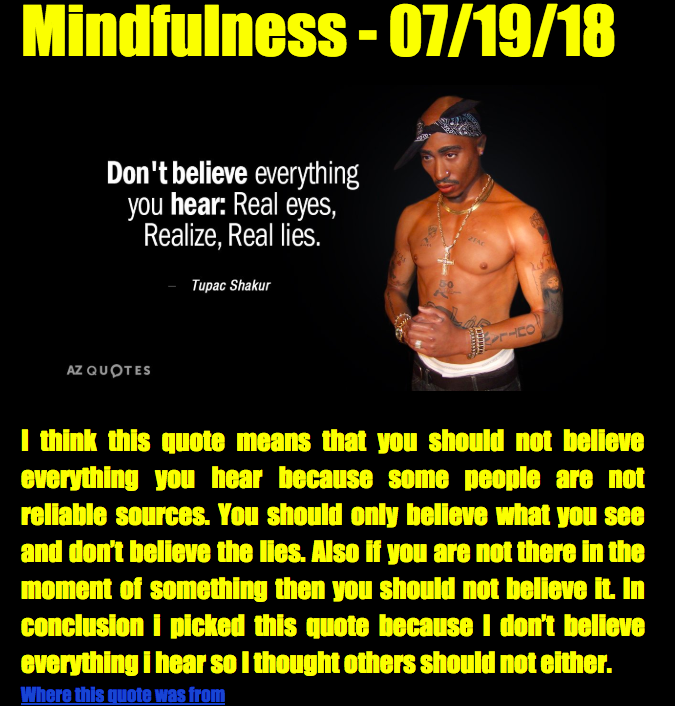 Mindfulness - 07/19/18
Don't believe everything
you hear: Real eyes,
Realize, Real lies.
— Tupac Shakur
AZ QUOTES
I think this quote means that you should not believe
everything you hear because some people are not
reliable sources. You should only believe what you see
and don’t believe the lies. Also if you are not there in the
moment of something then you should not believe it. In
conclusion i picked this quote because I don’t believe
everything i hear so I thought others should not either.
Where this quote was from